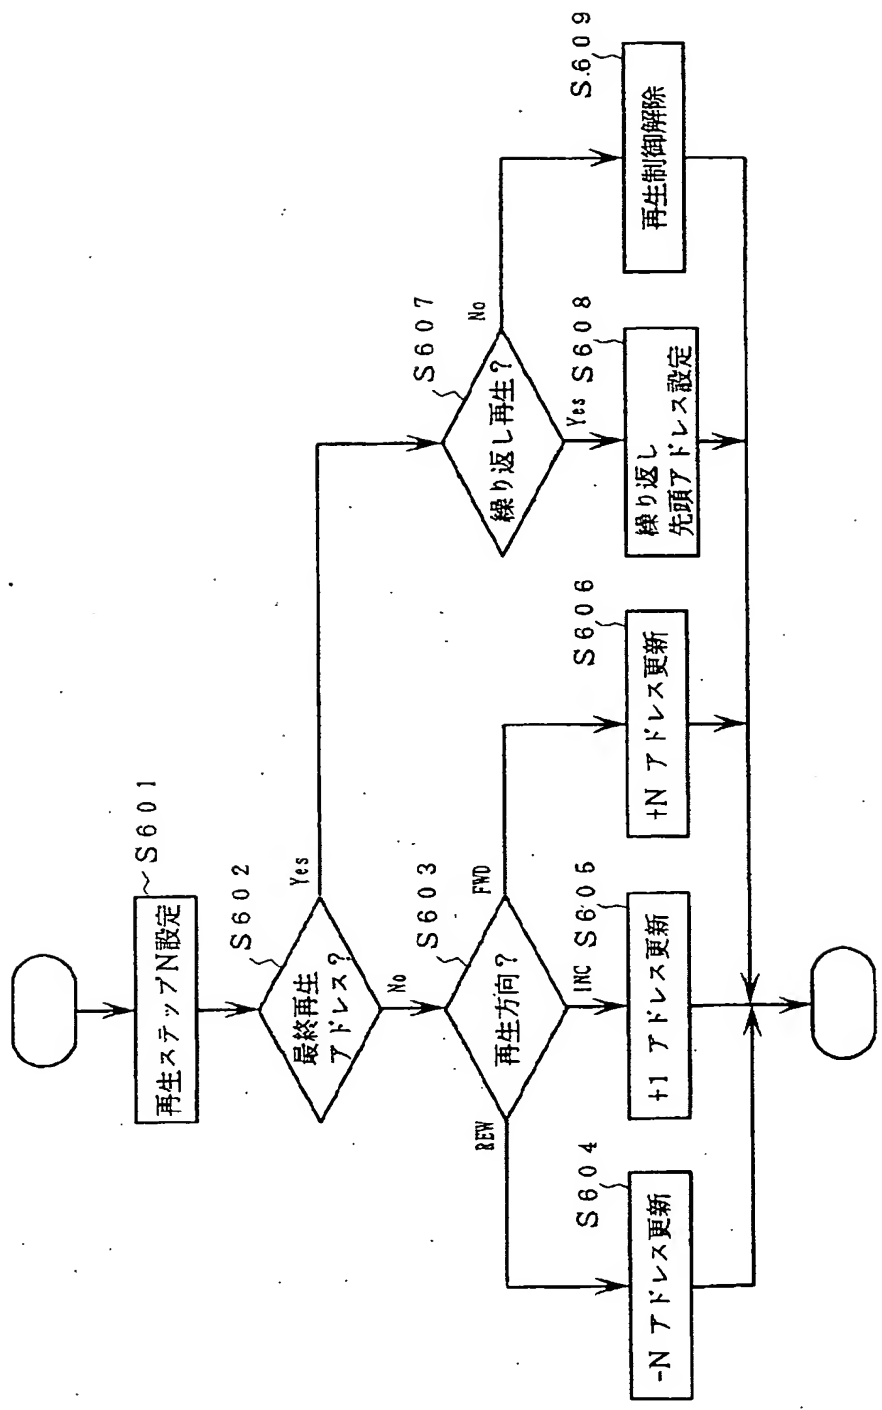 S601
再生ステップN設定
S602
最終再生
アドレス?
Yes
No
S603
再生方向?
REW
INC
FWD
S604
-N アドレス更新
S605
+1 アドレス更新
S606
+N アドレス更新
S607
繰り返し再生?
Yes
No
S608
繰り返し
先頭アドレス設定
S609
再生制御解除